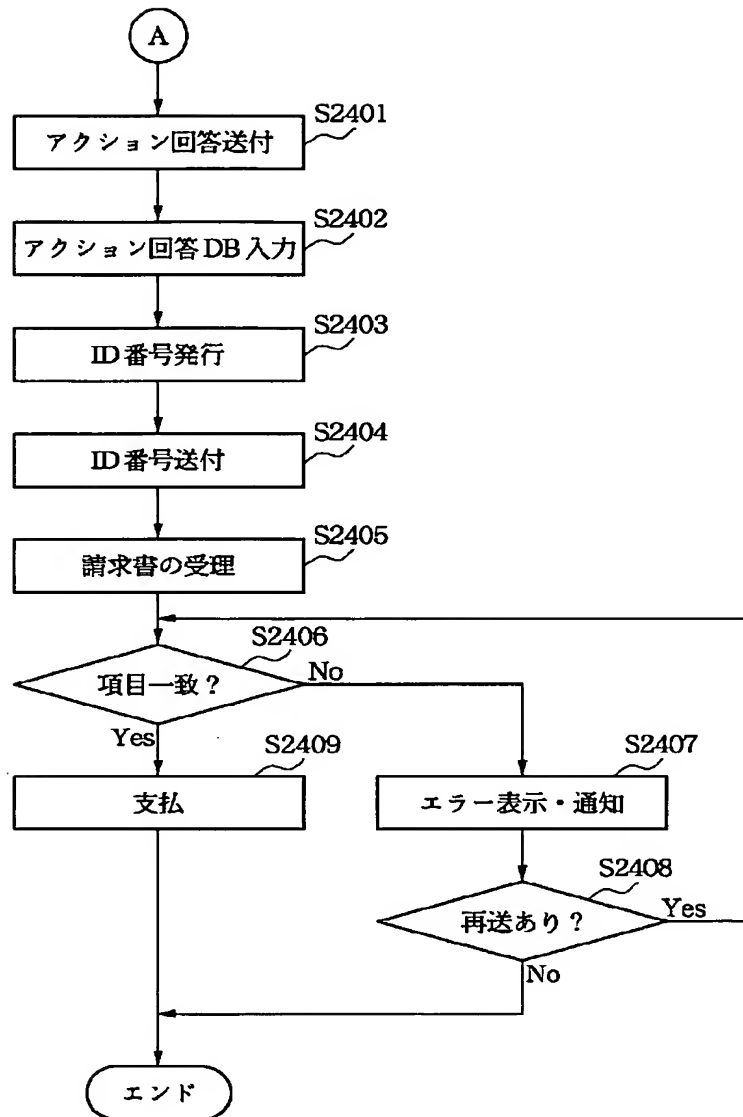 A
S2401
アクション回答送付
S2402
アクション回答DB入力
S2403
ID番号発行
S2404
ID番号送付
S2405
請求書の受理
S2406
項目一致？
No
Yes
S2409
支払
S2407
エラー表示・通知
S2408
再送あり？
Yes
No
エンド